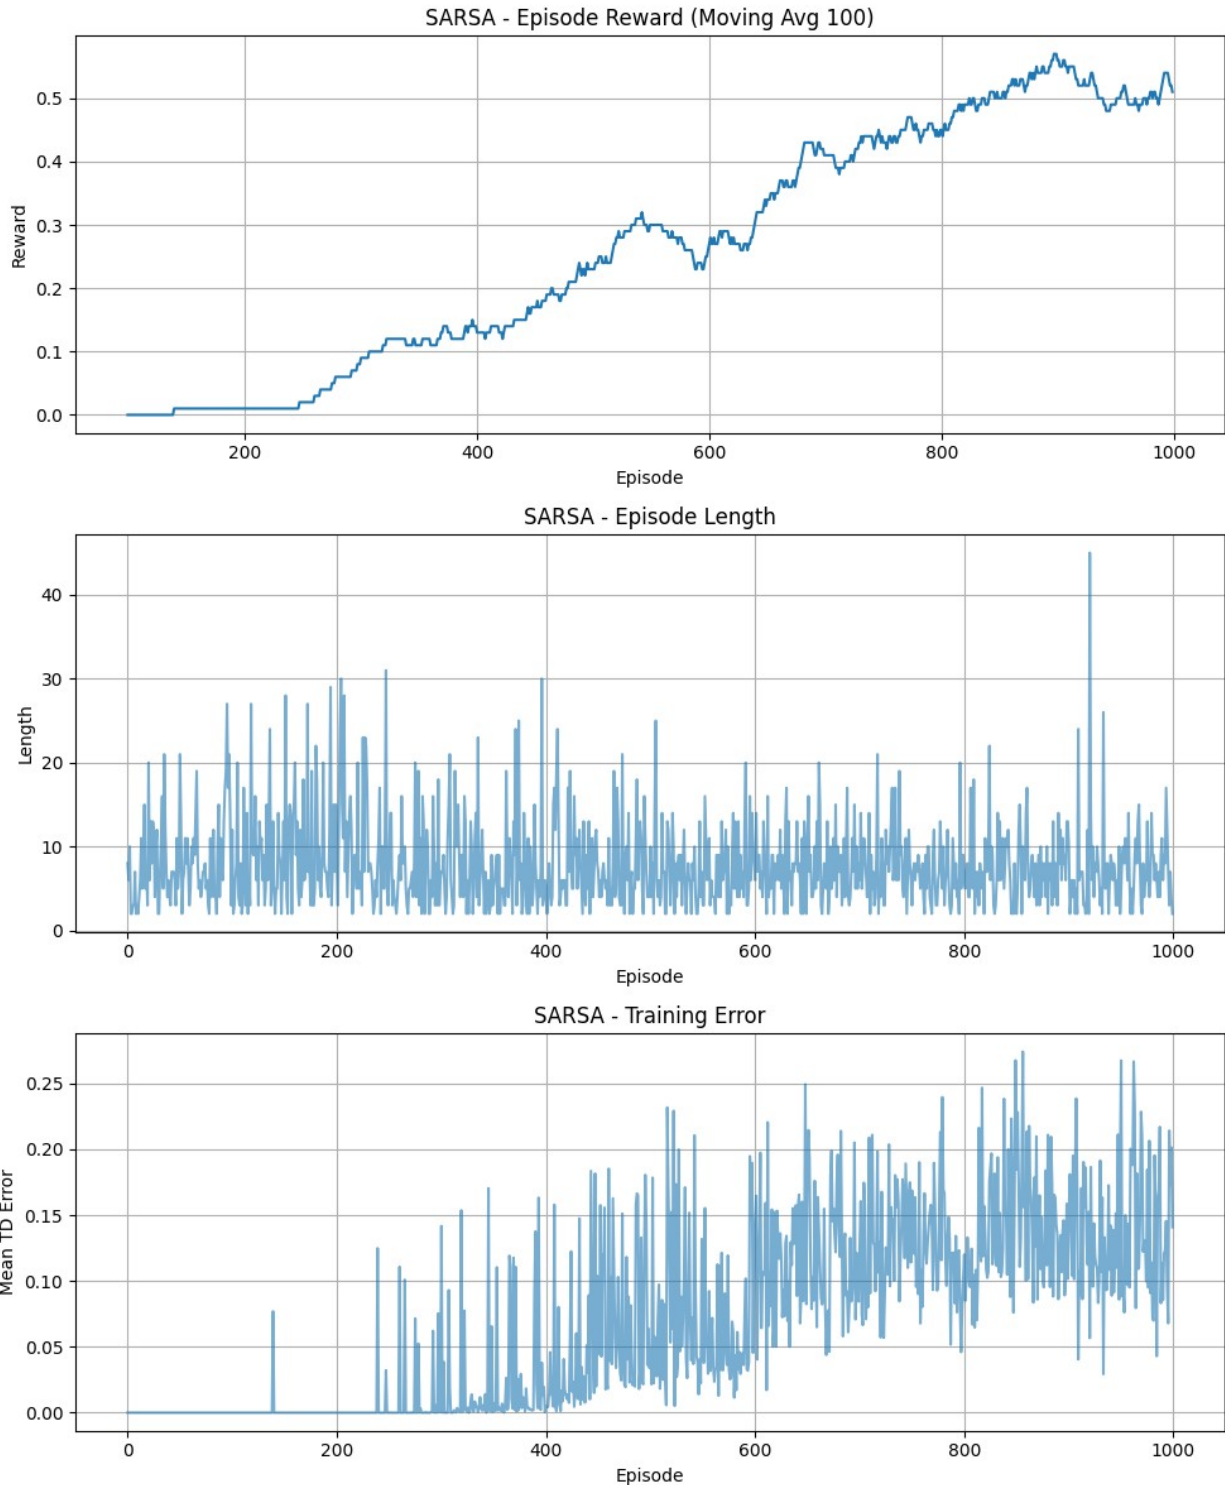 SARSA - Episode Reward (Moving Avg 100)
0.5
0.4
0.3
0.2
0.1
0.0
Reward
200 400 600 800 1000
Episode
SARSA - Episode Length
40
30
20
10
0
Length
0 200 400 600 800 1000
Episode
SARSA - Training Error
0.25
0.20
0.15
0.10
0.05
0.00
Mean TD Error
0 200 400 600 800 1000
Episode